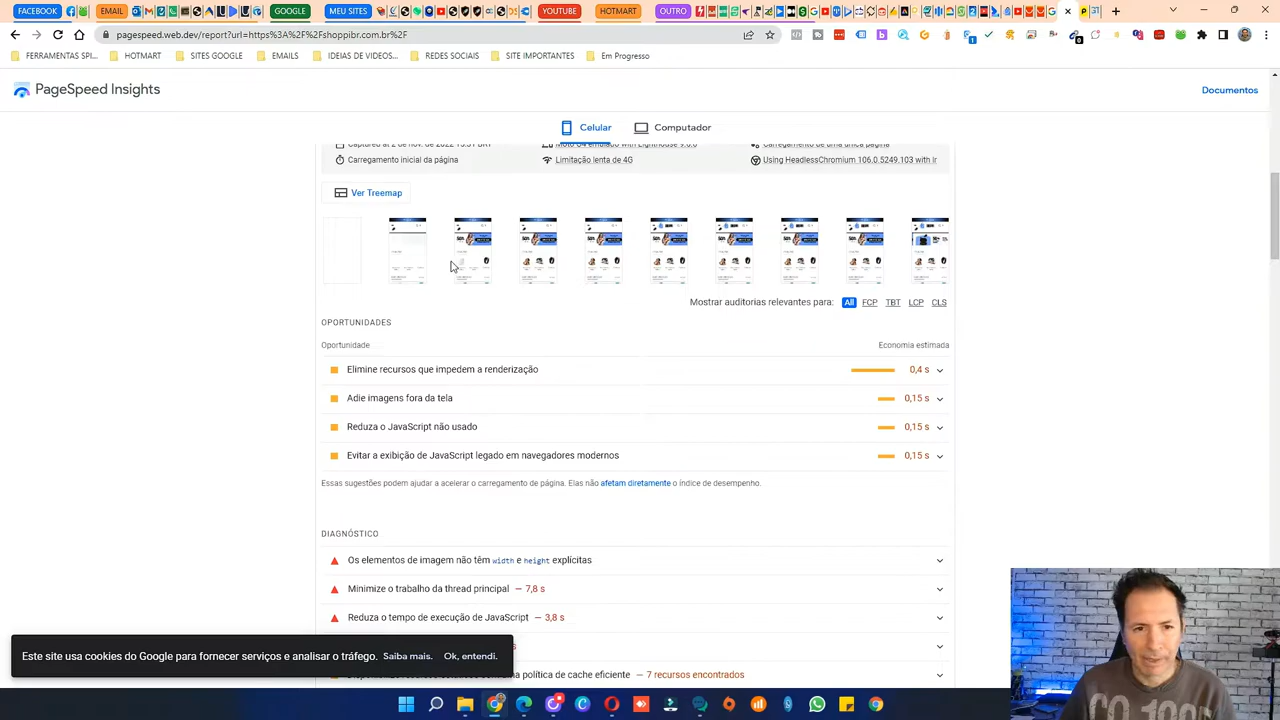 FACEBOOK
EMAIL
GOOGLE
MEU SITES
YOUTUBE
HOTMART
OUTRO
pagespeed.web.dev/report?url=https%3A%2F%2Fshoppibr.com.br%2F
FERRAMENTAS SPI...
HOTMART
SITES GOOGLE
EMAILS
IDEIAS DE VIDEOS...
REDES SOCIAIS
SITE IMPORTANTES
Em Progresso
PageSpeed Insights
Documentos
Celular
Computador
Carregamento inicial da página
Limitação lenta de 4G
Using HeadlessChromium 106.0.5249.103 with lr
Ver Treemap
Mostrar auditorias relevantes para: All FCP TBT LCP CLS
OPORTUNIDADES
Oportunidade
Economia estimada
Elimine recursos que impedem a renderização 0,4 s
Adie imagens fora da tela 0,15 s
Reduza o JavaScript não usado 0,15 s
Evitar a exibição de JavaScript legado em navegadores modernos 0,15 s
Essas sugestões podem ajudar a acelerar o carregamento de página. Elas não afetam diretamente o índice de desempenho.
DIAGNÓSTICO
Os elementos de imagem não têm width e height explícitas
Minimize o trabalho da thread principal — 7,8 s
Reduza o tempo de execução de JavaScript — 3,8 s
Este site usa cookies do Google para fornecer serviços e analisar o tráfego. Saiba mais. Ok, entendi.
política de cache eficiente — 7 recursos encontrados